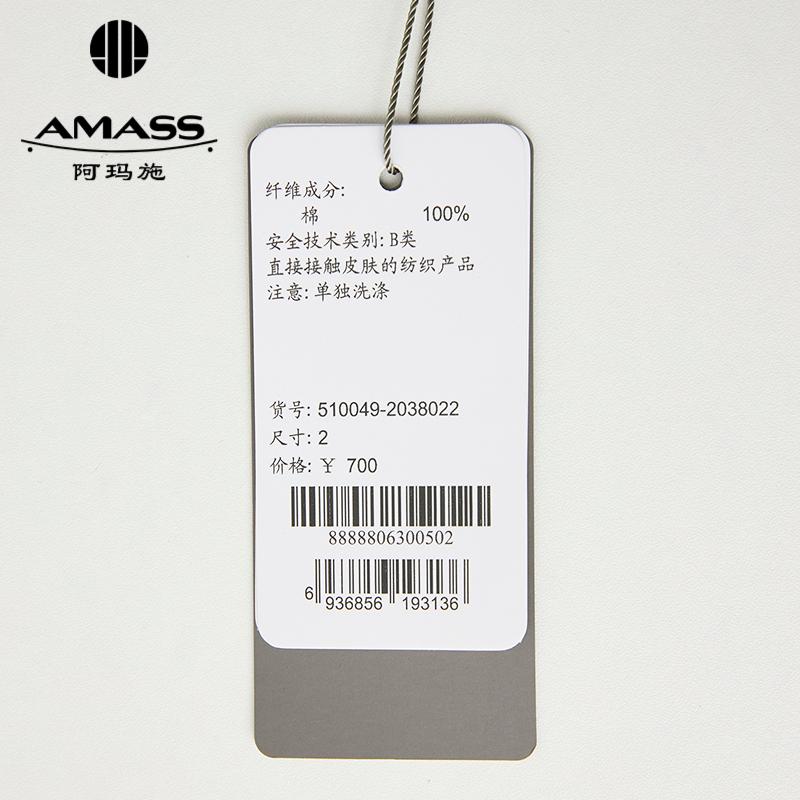 AMASS
阿玛施
纤维成分:
棉 100%
安全技术类别: B类
直接接触皮肤的纺织产品
注意: 单独洗涤
货号: 510049-2038022
尺寸: 2
价格: ￥ 700
8888806300502
6 936856 193136